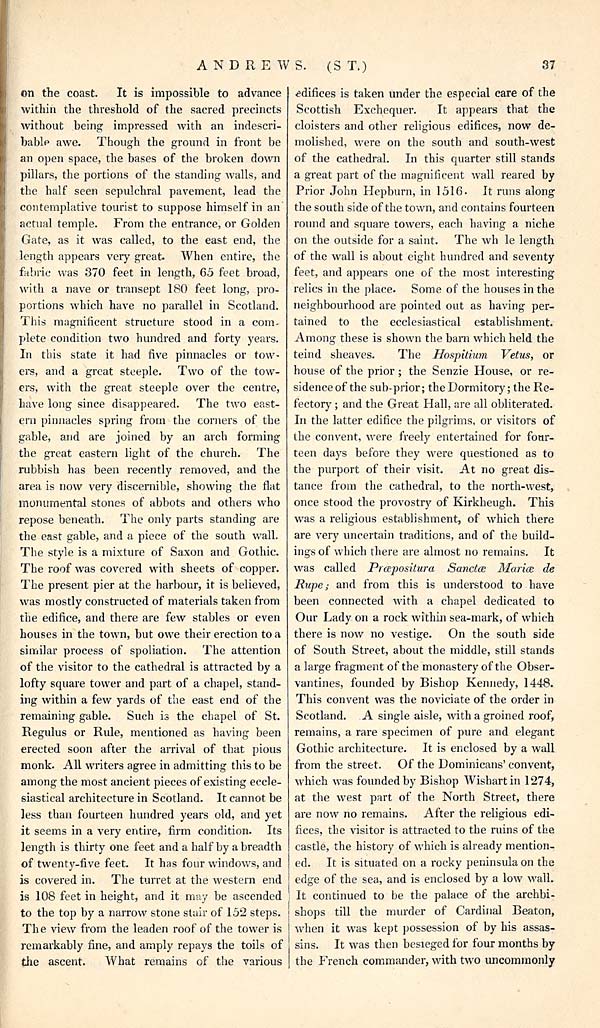 ANDREWS. (ST.) 37
on the coast. It is impossible to advance
within the threshold of the sacred precincts
without being impressed with an indescri-
bable awe. Though the ground in front be
an open space, the bases of the broken down
pillars, the portions of the standing walls, and
the half seen sepulchral pavement, lead the
contemplative tourist to suppose himself in an
actual temple. From the entrance, or Golden
Gate, as it was called, to the east end, the
length appears very great. When entire, the
fabric was 370 feet in length, 65 feet broad,
with a nave or transept 180 feet long, pro-
portions which have no parallel in Scotland.
This magnificent structure stood in a com-
plete condition two hundred and forty years.
In this state it had five pinnacles or tow-
ers, and a great steeple. Two of the tow-
ers, with the great steeple over the centre,
have long since disappeared. The two east-
ern pinnacles spring from the corners of the
gable, and are joined by an arch forming
the great eastern light of the church. The
rubbish has been recently removed, and the
area is now very discernible, showing the flat
monumental stones of abbots and others who
repose beneath. The only parts standing are
the east gable, and a piece of the south wall.
The style is a mixture of Saxon and Gothic.
The roof was covered with sheets of copper.
The present pier at the harbour, it is believed,
was mostly constructed of materials taken from
the edifice, and there are few stables or even
houses in the town, but owe their erection to a
similar process of spoliation. The attention
of the visitor to the cathedral is attracted by a
lofty square tower and part of a chapel, stand-
ing within a few yards of the east end of the
remaining gable. Such is the chapel of St.
Regulus or Rule, mentioned as having been
erected soon after the arrival of that pious
monk. All writers agree in admitting this to be
among the most ancient pieces of existing eccle-
siastical architecture in Scotland. It cannot be
less than fourteen hundred years old, and yet
it seems in a very entire, firm condition. Its
length is thirty one feet and a half by a breadth
of twenty-five feet. It has four windows, and
is covered in. The turret at the western end
is 108 feet in height, and it may be ascended
to the top by a narrow stone stair of 152 steps.
The view from the leaden roof of the tower is
remarkably fine, and amply repays the toils of
the ascent. What remains of the various
edifices is taken under the especial care of the
Scottish Exchequer. It appears that the
cloisters and other religious edifices, now de-
molished, were on the south and south-west
of the cathedral. In this quarter still stands
a great part of the magnificent wall reared by
Prior John Hepburn, in 1516. It runs along
the south side of the town, and contains fourteen
round and square towers, each having a niche
on the outside for a saint. The wh le length
of the wall is about eight hundred and seventy
feet, and appears one of the most interesting
relics in the place. Some of the houses in the
neighbourhood are pointed out as having per-
tained to the ecclesiastical establishment.
Among these is shown the barn which held the
teind sheaves. The Hospitium Vetus, or
house of the prior; the Senzie House, or re-
sidence of the sub-prior; the Dormitory; the Re-
fectory; and the Great Hall, are all obliterated.
In the latter edifice the pilgrims, or visitors of
the convent, were freely entertained for four-
teen days before they were questioned as to
the purport of their visit. At no great dis-
tance from the cathedral, to the north-west,
once stood the provostry of Kirkheugh. This
was a religious establishment, of which there
are very uncertain traditions, and of the build-
ings of which there are almost no remains. It
was called Præpositura Sanctæ Mariæ de
Rupe; and from this is understood to have
been connected with a chapel dedicated to
Our Lady on a rock within sea-mark, of which
there is now no vestige. On the south side
of South Street, about the middle, still stands
a large fragment of the monastery of the Obser-
vantines, founded by Bishop Kennedy, 1448.
This convent was the noviciate of the order in
Scotland. A single aisle, with a groined roof,
remains, a rare specimen of pure and elegant
Gothic architecture. It is enclosed by a wall
from the street. Of the Dominicans' convent,
which was founded by Bishop Wishart in 1274,
at the west part of the North Street, there
are now no remains. After the religious edi-
fices, the visitor is attracted to the ruins of the
castle, the history of which is already mention-
ed. It is situated on a rocky peninsula on the
edge of the sea, and is enclosed by a low wall.
It continued to be the palace of the archbi-
shops till the murder of Cardinal Beaton,
when it was kept possession of by his assas-
sins. It was then besieged for four months by
the French commander, with two uncommonly